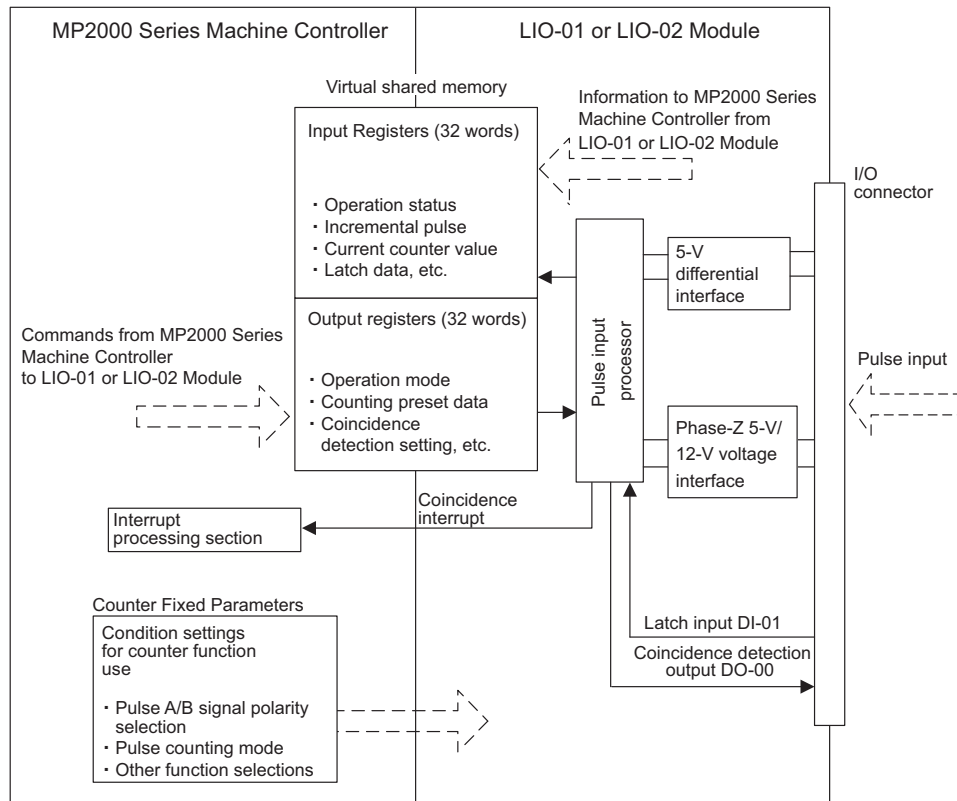 MP2000 Series Machine Controller
LIO-01 or LIO-02 Module
Virtual shared memory
Input Registers (32 words)
・Operation status
・Incremental pulse
・Current counter value
・Latch data, etc.
Information to MP2000 Series
Machine Controller from
LIO-01 or LIO-02 Module
I/O
connector
5-V
differential
interface
Output registers (32 words)
・Operation mode
・Counting preset data
・Coincidence
detection setting, etc.
Commands from MP2000 Series
Machine Controller
to LIO-01 or LIO-02 Module
Pulse input
processor
Pulse input
Phase-Z 5-V/
12-V voltage
interface
Coincidence
interrupt
Interrupt
processing section
Counter Fixed Parameters
Condition settings
for counter function
use
・Pulse A/B signal polarity
selection
・Pulse counting mode
・Other function selections
Latch input DI-01
Coincidence detection
output DO-00